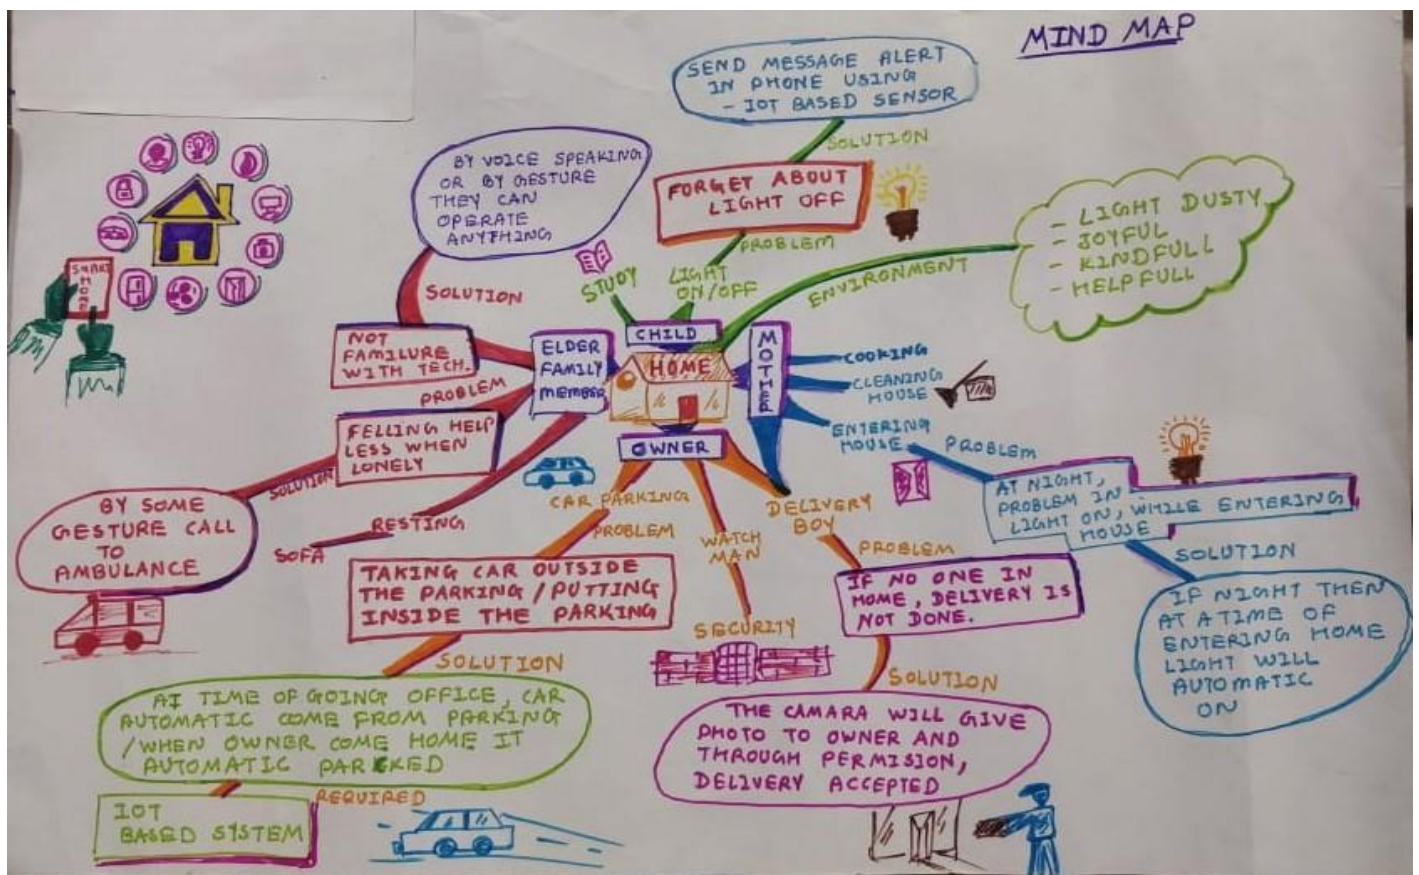 MIND MAP
SEND MESSAGE ALERT
IN PHONE USING
- IOT BASED SENSOR
SOLUTION
FORGET ABOUT
LIGHT OFF
PROBLEM
LIGHT
ON/OFF
STUDY
CHILD
ENVIRONMENT
- LIGHT DUSTY
- JOYFUL
- KINDFULL
- HELPFULL
BY VOICE SPEAKING
OR BY GESTURE
THEY CAN
OPERATE
ANYTHING
SOLUTION
NOT
FAMILURE
WITH TECH.
PROBLEM
ELDER
FAMILY
MEMBER
FELLING HELP
LESS WHEN
LONELY
SOLUTION
BY SOME
GESTURE CALL
TO
AMBULANCE
RESTING
SOFA
SMART
HOME
HOME
MOTHER
COOKING
CLEANING
HOUSE
ENTERING
HOUSE
PROBLEM
AT NIGHT,
PROBLEM IN
LIGHT ON, WHILE ENTERING
HOUSE
SOLUTION
IF NIGHT THEN
AT A TIME OF
ENTERING HOME
LIGHT WILL
AUTOMATIC
ON
OWNER
CAR PARKING
PROBLEM
TAKING CAR OUTSIDE
THE PARKING / PUTTING
INSIDE THE PARKING
SOLUTION
AT TIME OF GOING OFFICE, CAR
AUTOMATIC COME FROM PARKING
/WHEN OWNER COME HOME IT
AUTOMATIC PARKED
REQUIRED
IOT
BASED SYSTEM
WATCH
MAN
SECURITY
DELIVERY
BOY
PROBLEM
IF NO ONE IN
HOME, DELIVERY IS
NOT DONE.
SOLUTION
THE CAMARA WILL GIVE
PHOTO TO OWNER AND
THROUGH PERMISION,
DELIVERY ACCEPTED